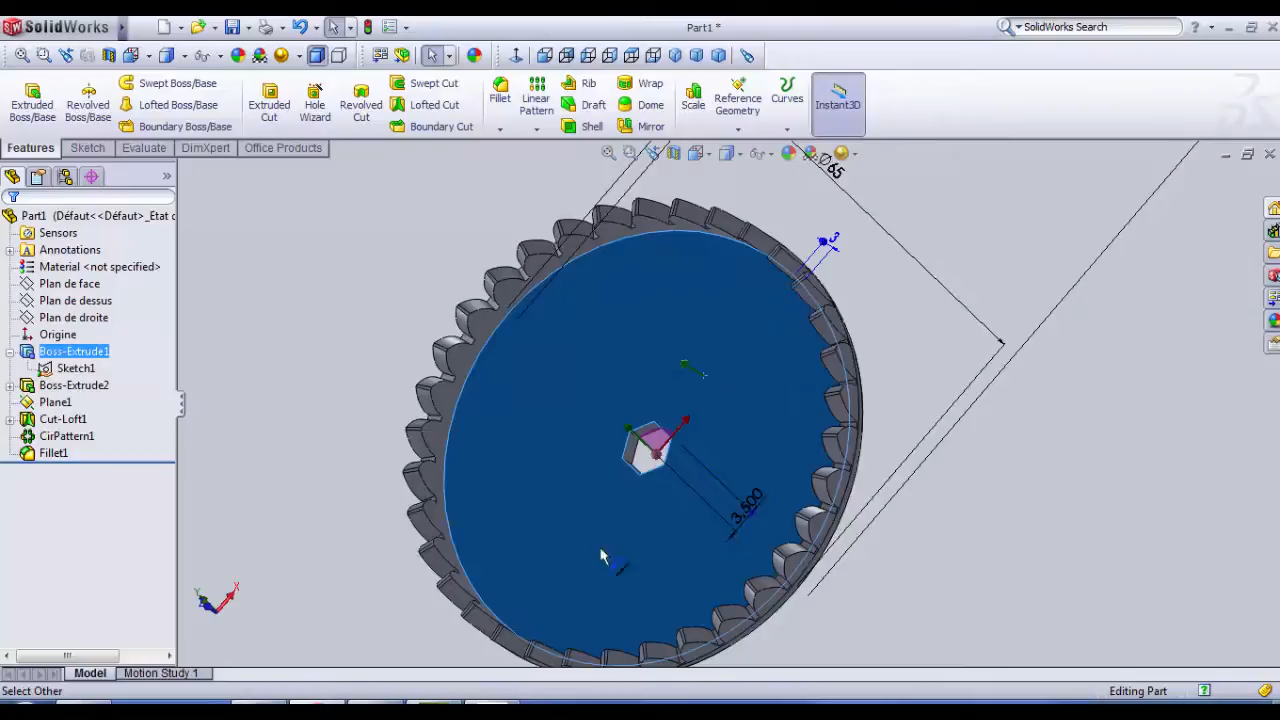 SolidWorks
Part1 *
SolidWorks Search
Extruded Boss/Base
Revolved Boss/Base
Swept Boss/Base
Lofted Boss/Base
Boundary Boss/Base
Extruded Cut
Hole Wizard
Revolved Cut
Swept Cut
Lofted Cut
Boundary Cut
Fillet
Linear Pattern
Rib
Draft
Shell
Wrap
Dome
Mirror
Scale
Reference Geometry
Curves
Instant3D
Features
Sketch
Evaluate
DimXpert
Office Products
Part1 (Défaut<<Défaut>_Etat c
Sensors
Annotations
Material <not specified>
Plan de face
Plan de dessus
Plan de droite
Origine
Boss-Extrude1
Sketch1
Boss-Extrude2
Plane1
Cut-Loft1
CirPattern1
Fillet1
Ø65
3
3,500
Y
X
Model
Motion Study 1
Select Other
Editing Part